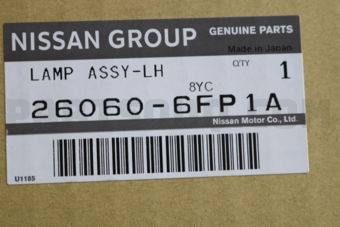 NISSAN GROUP GENUINE PARTS
Made in Japan
LAMP ASSY-LH Q'TY 1
8YC
26060-6FP1A
Nissan Motor Co., Ltd.
U1185